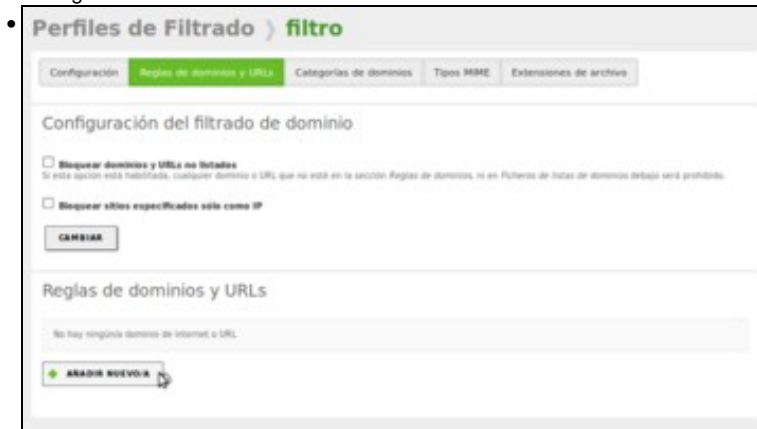 Perfiles de Filtrado ⟩ filtro
Configuración Reglas de dominios y URLs Categorías de dominios Tipos MIME Extensiones de archivo
Configuración del filtrado de dominio
Bloquear dominios y URLs no listados
Si esta opción está habilitada, cualquier dominio o URL que no esté en la sección Reglas de dominios, ni en Ficheros de listas de dominios debajo será prohibido.
Bloquear sitios especificados sólo como IP
CAMBIAR
Reglas de dominios y URLs
No hay ningún/a dominio de internet o URL
AÑADIR NUEVO/A